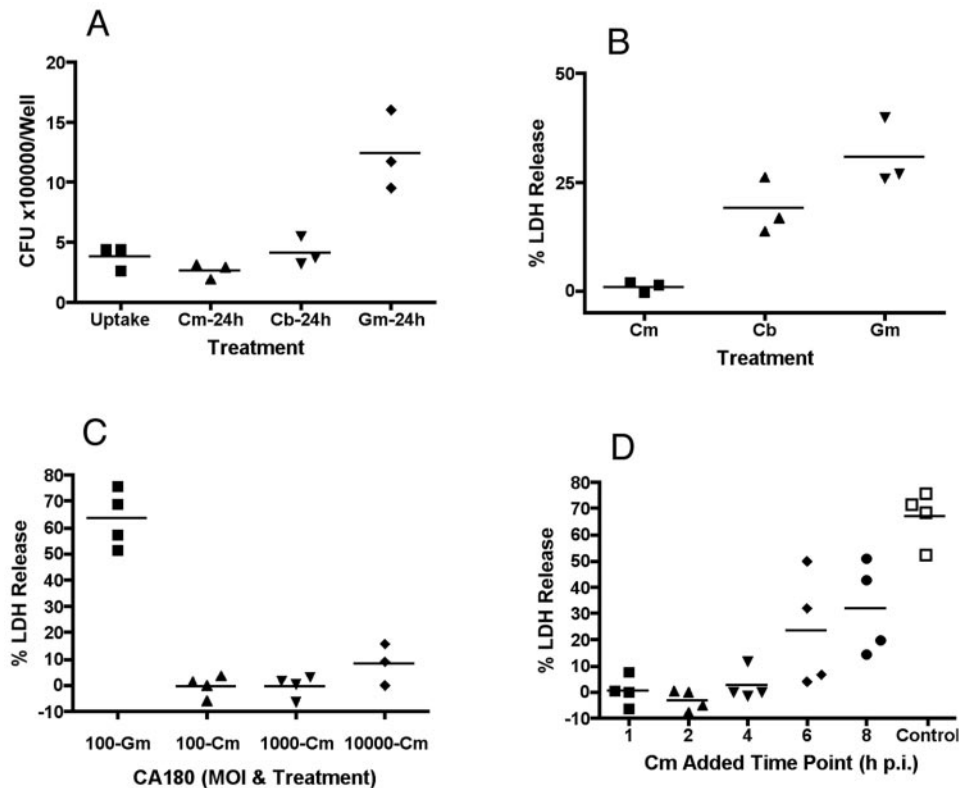 A
CFU x100000/Well
20
15
10
5
0
Uptake Cm-24h Cb-24h Gm-24h
Treatment
B
% LDH Release
50
25
0
Cm Cb Gm
Treatment
C
% LDH Release
80
70
60
50
40
30
20
10
0
-10
100-Gm 100-Cm 1000-Cm 10000-Cm
CA180 (MOI & Treatment)
D
% LDH Release
80
70
60
50
40
30
20
10
0
-10
1 2 4 6 8 Control
Cm Added Time Point (h p.i.)